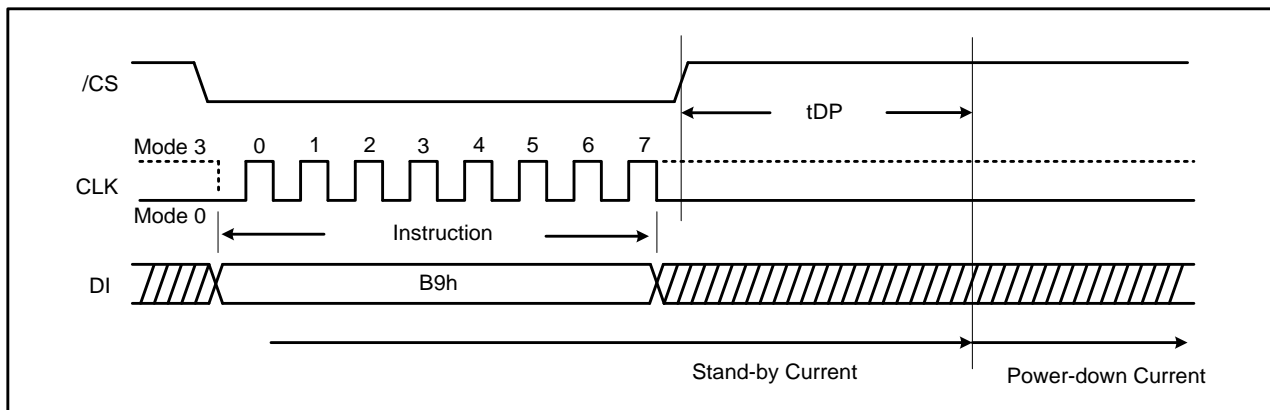 /CS
tDP
Mode 3
0 1 2 3 4 5 6 7
CLK
Mode 0
Instruction
DI
B9h
Stand-by Current
Power-down Current